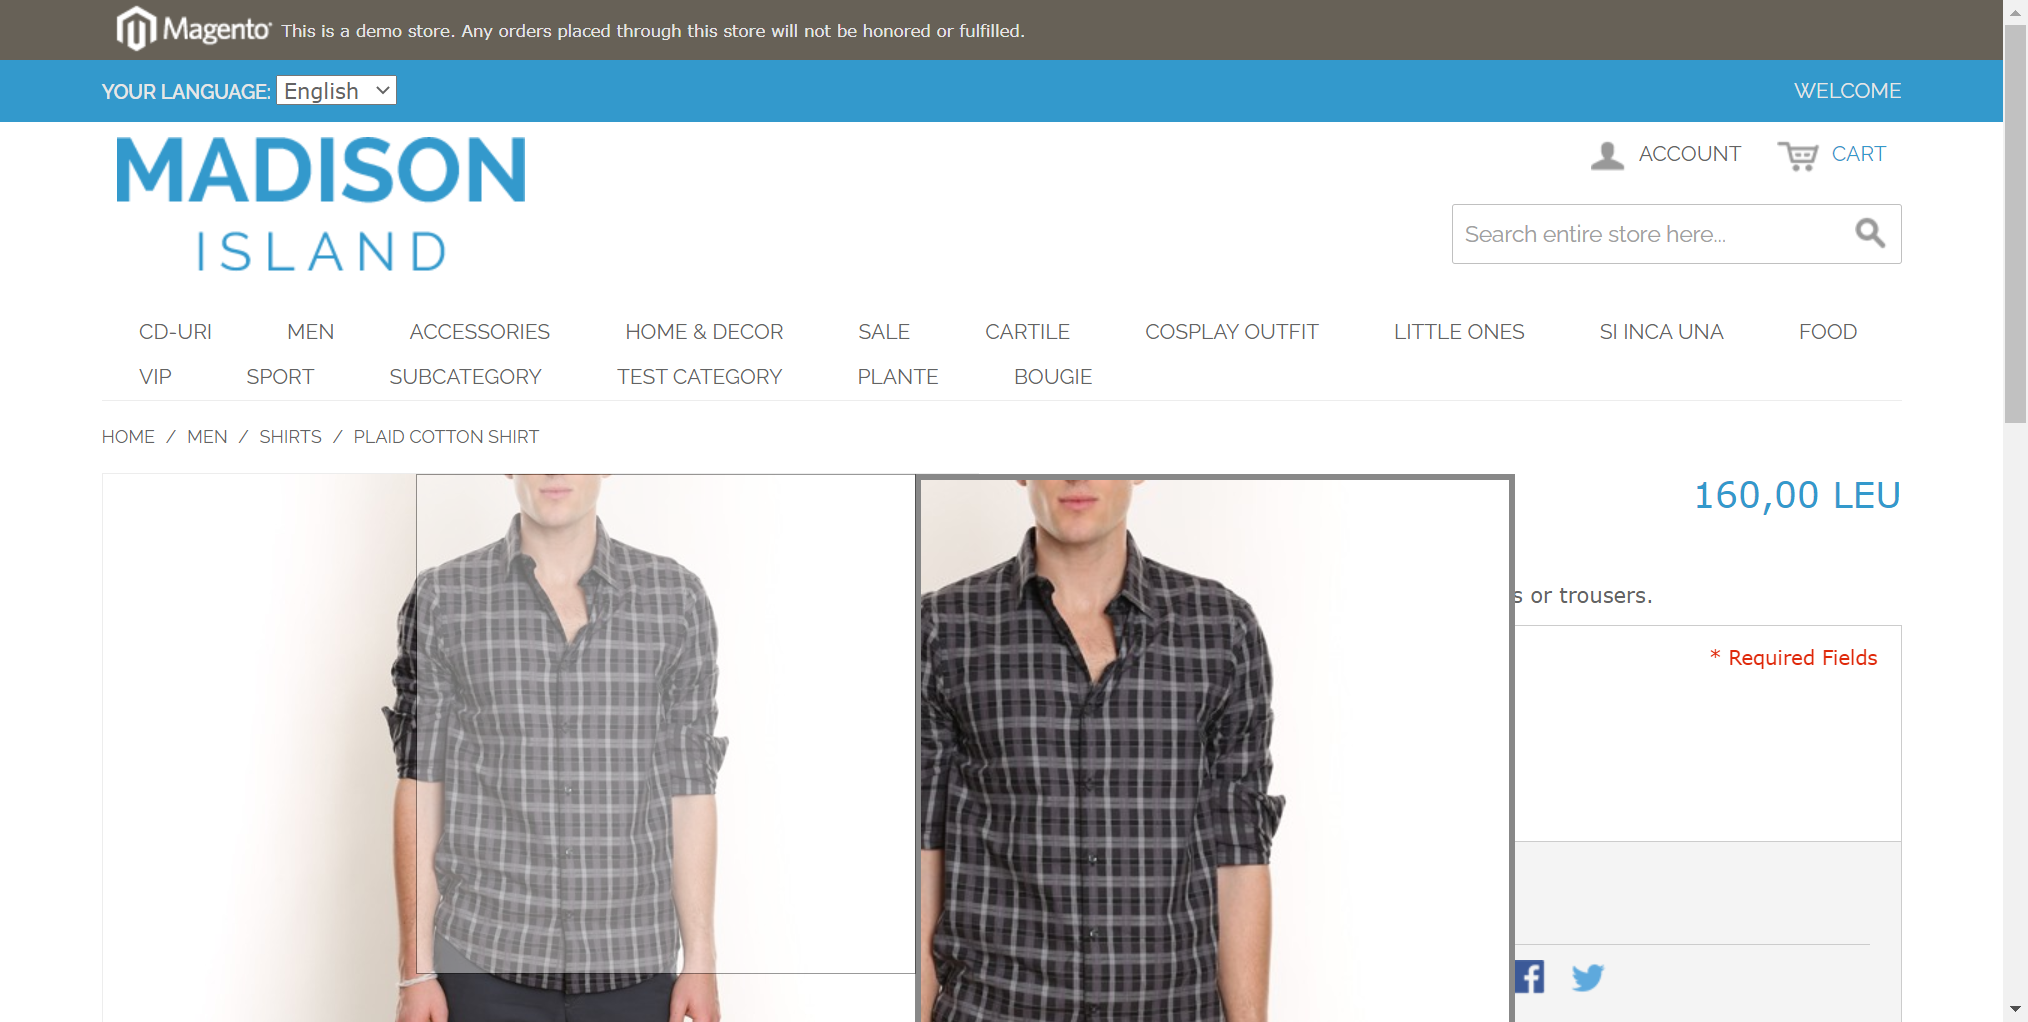 Magento® This is a demo store. Any orders placed through this store will not be honored or fulfilled.
YOUR LANGUAGE: English WELCOME
MADISON
ISLAND
ACCOUNT CART
Search entire store here...
CD-URI MEN ACCESSORIES HOME & DECOR SALE CARTILE COSPLAY OUTFIT LITTLE ONES SI INCA UNA FOOD
VIP SPORT SUBCATEGORY TEST CATEGORY PLANTE BOUGIE
HOME / MEN / SHIRTS / PLAID COTTON SHIRT
160,00 LEU
s or trousers.
* Required Fields